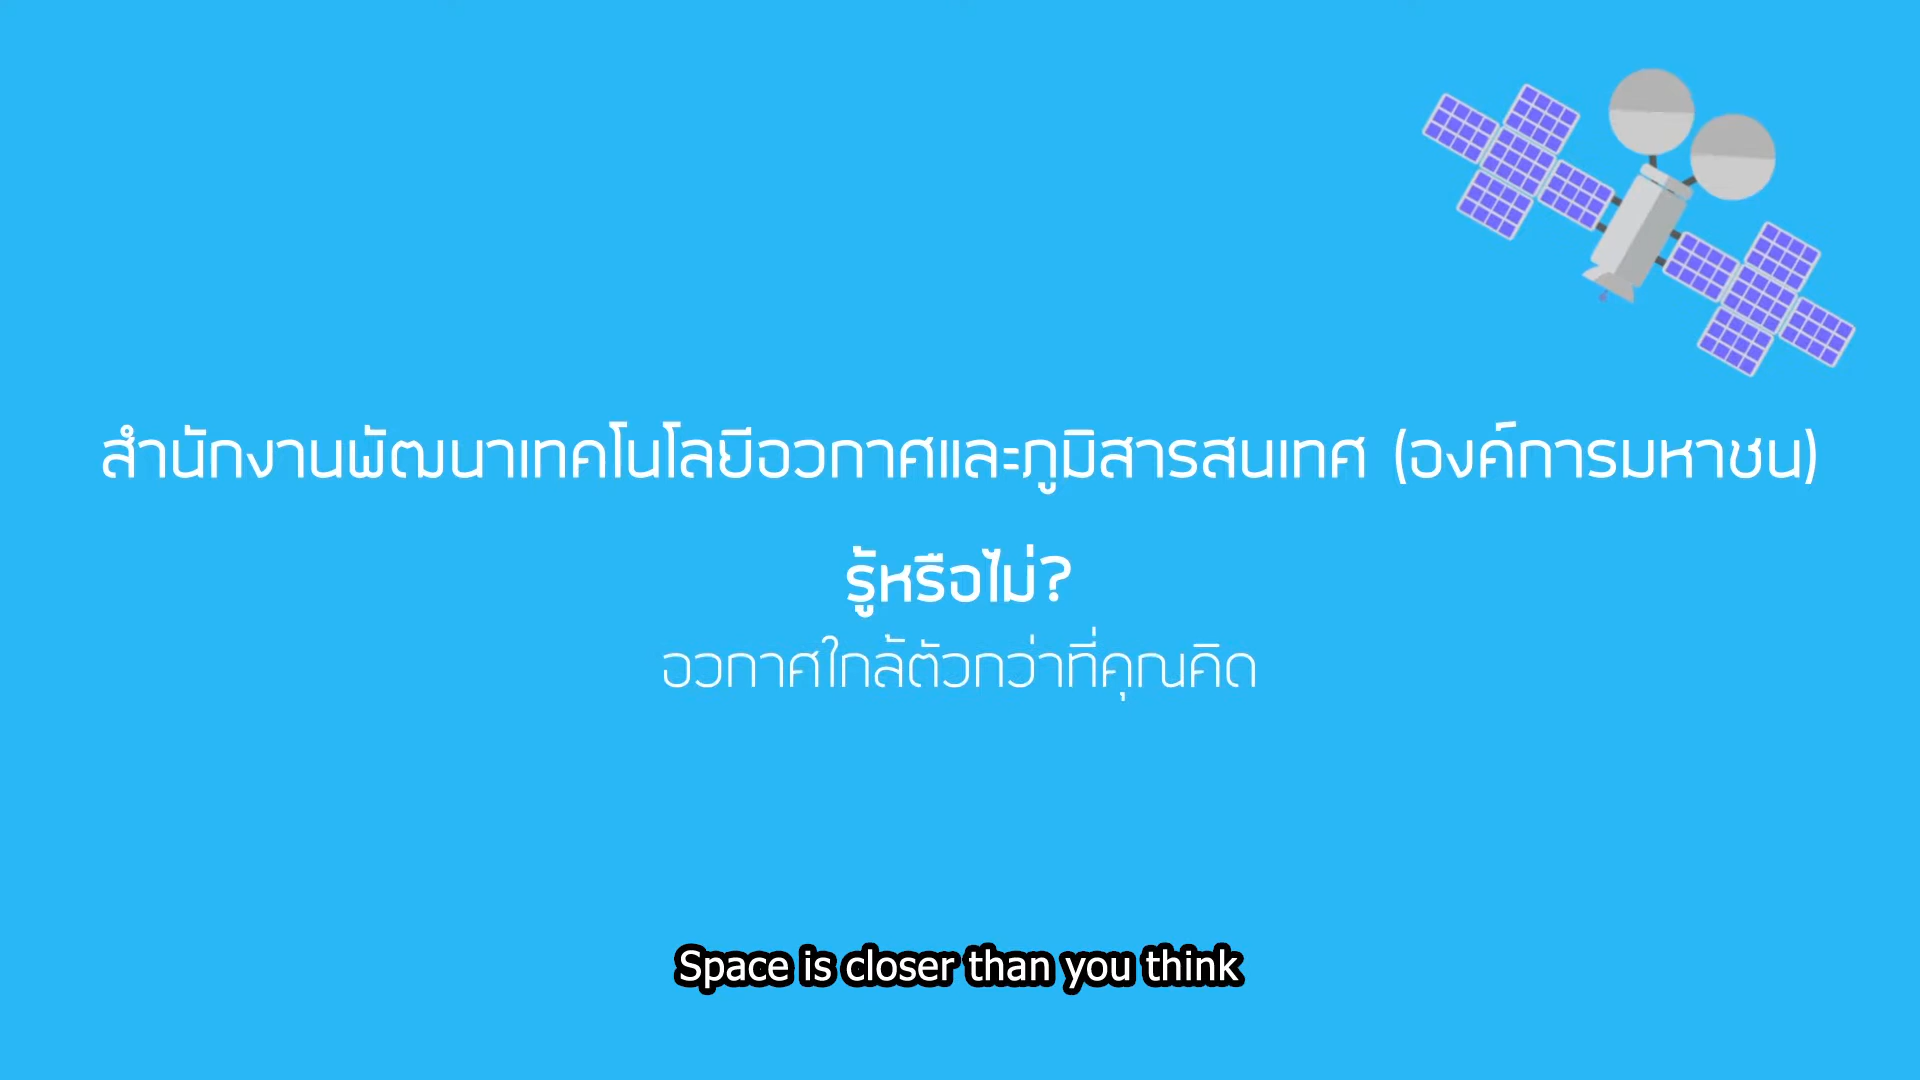 สำนักงานพัฒนาเทคโนโลยีอวกาศและภูมิสารสนเทศ (องค์การมหาชน)
รู้หรือไม่?
อวกาศใกล้ตัวกว่าที่คุณคิด
Space is closer than you think